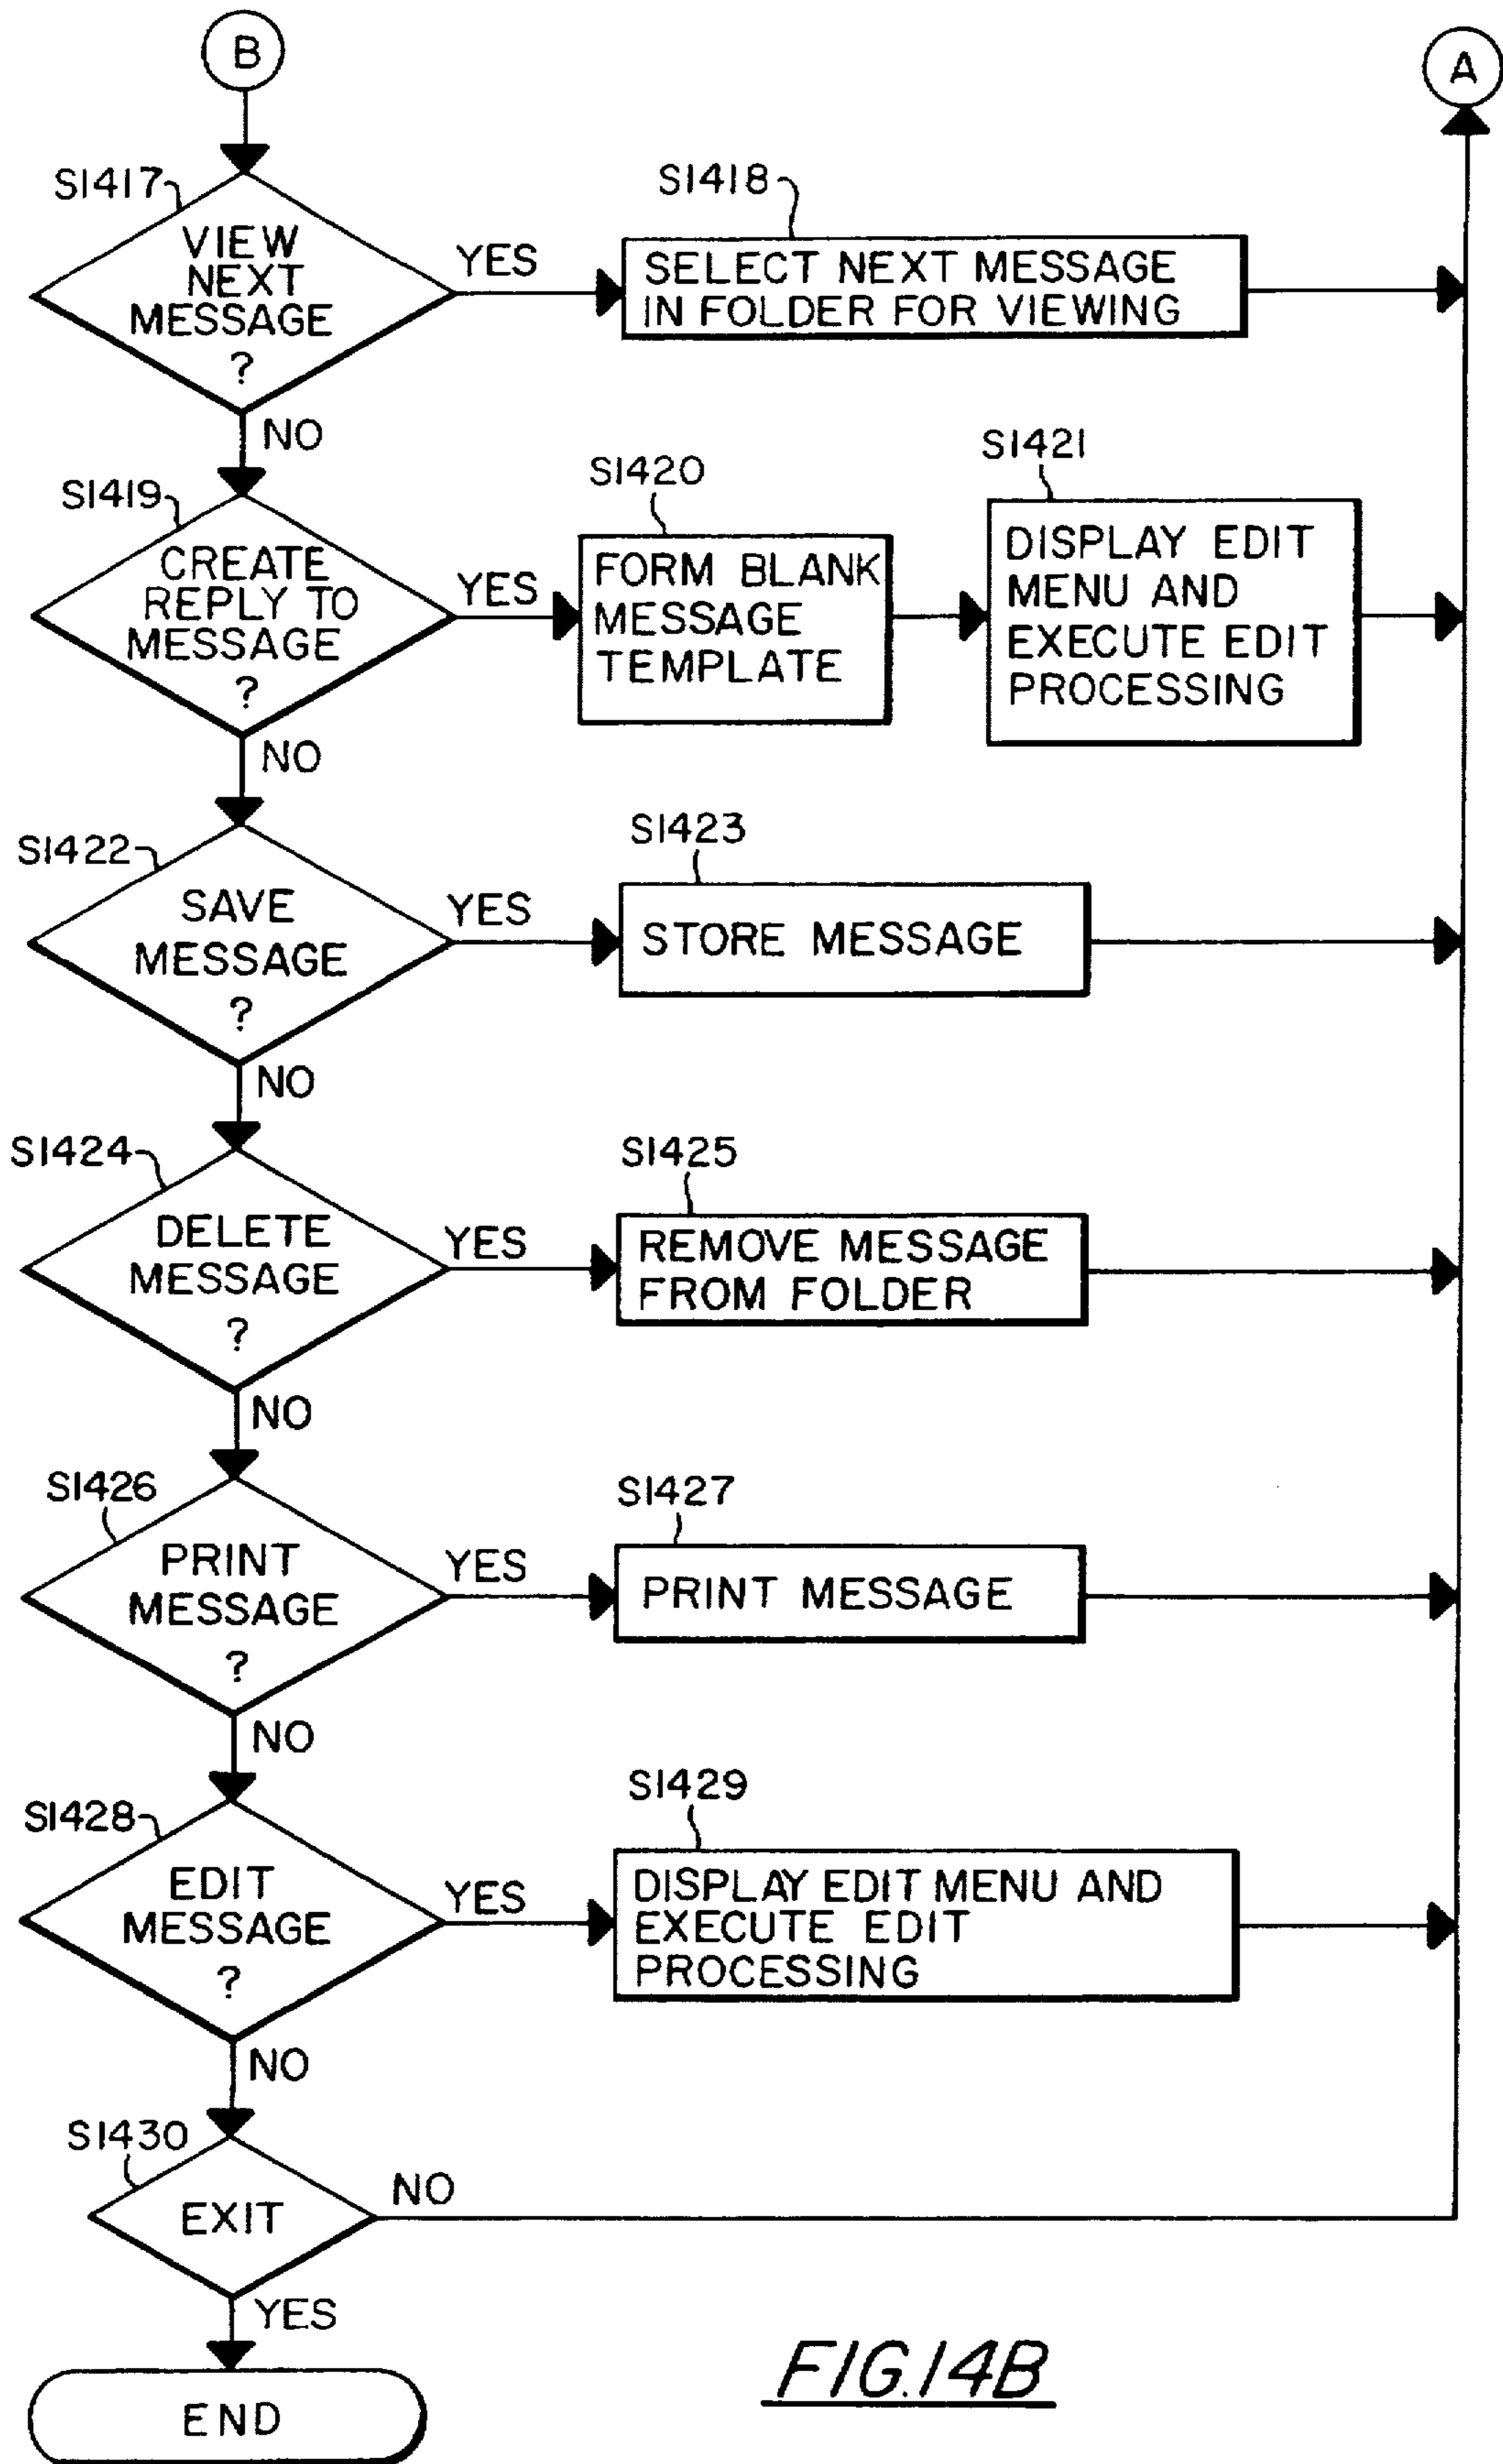 B
A
S1417
VIEW
NEXT
MESSAGE
?
YES
S1418
SELECT NEXT MESSAGE
IN FOLDER FOR VIEWING
NO
S1419
CREATE
REPLY TO
MESSAGE
?
YES
S1420
FORM BLANK
MESSAGE
TEMPLATE
S1421
DISPLAY EDIT
MENU AND
EXECUTE EDIT
PROCESSING
NO
S1422
SAVE
MESSAGE
?
YES
S1423
STORE MESSAGE
NO
S1424
DELETE
MESSAGE
?
YES
S1425
REMOVE MESSAGE
FROM FOLDER
NO
S1426
PRINT
MESSAGE
?
YES
S1427
PRINT MESSAGE
NO
S1428
EDIT
MESSAGE
?
YES
S1429
DISPLAY EDIT MENU AND
EXECUTE EDIT
PROCESSING
NO
S1430
EXIT
NO
YES
END
FIG.14B